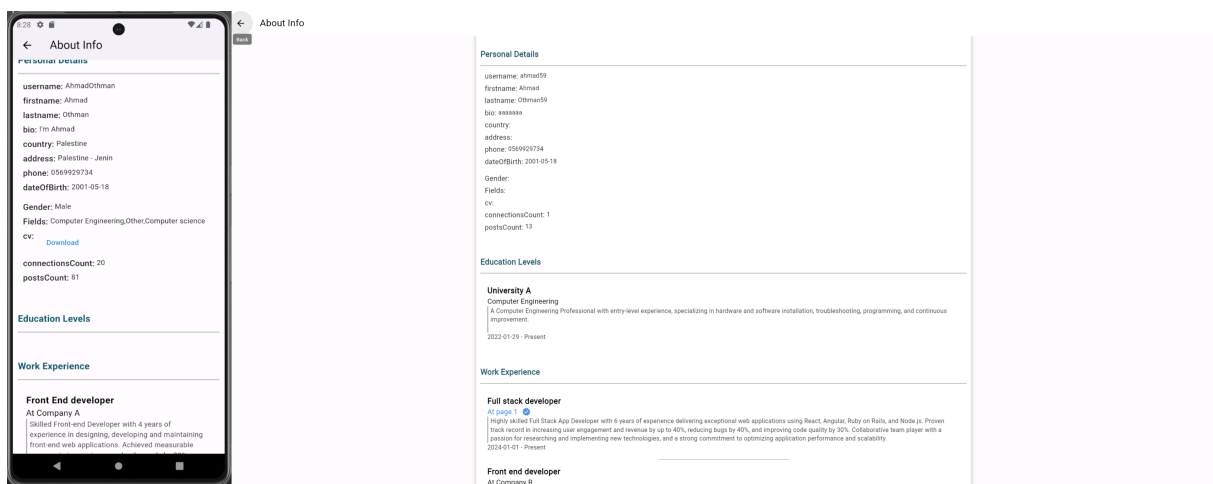 8:28
About Info
Personal Details
username: AhmadOthman
firstname: Ahmad
lastname: Othman
bio: I'm Ahmad
country: Palestine
address: Palestine - Jenin
phone: 0569929734
dateOfBirth: 2001-05-18
Gender: Male
Fields: Computer Engineering,Other,Computer science
cv: Download
connectionsCount: 20
postsCount: 81
Education Levels
Work Experience
Front End developer
At Company A
Skilled Front-end Developer with 4 years of
experience in designing, developing and maintaining
front-end web applications. Achieved measurable
About Info
Back
Personal Details
username: ahmad59
firstname: Ahmad
lastname: Othman59
bio: aaaaaaa
country:
address:
phone: 0569929734
dateOfBirth: 2001-05-18
Gender:
Fields:
cv:
connectionsCount: 1
postsCount: 13
Education Levels
University A
Computer Engineering
A Computer Engineering Professional with entry-level experience, specializing in hardware and software installation, troubleshooting, programming, and continuous
improvement.
2022-01-29 - Present
Work Experience
Full stack developer
At page 1
Highly skilled Full Stack App Developer with 6 years of experience delivering exceptional web applications using React, Angular, Ruby on Rails, and Node.js. Proven
track record in increasing user engagement and revenue by up to 40%, reducing bugs by 40%, and improving code quality by 30%. Collaborative team player with a
passion for researching and implementing new technologies, and a strong commitment to optimizing application performance and scalability.
2024-01-01 - Present
Front end developer
At Company B